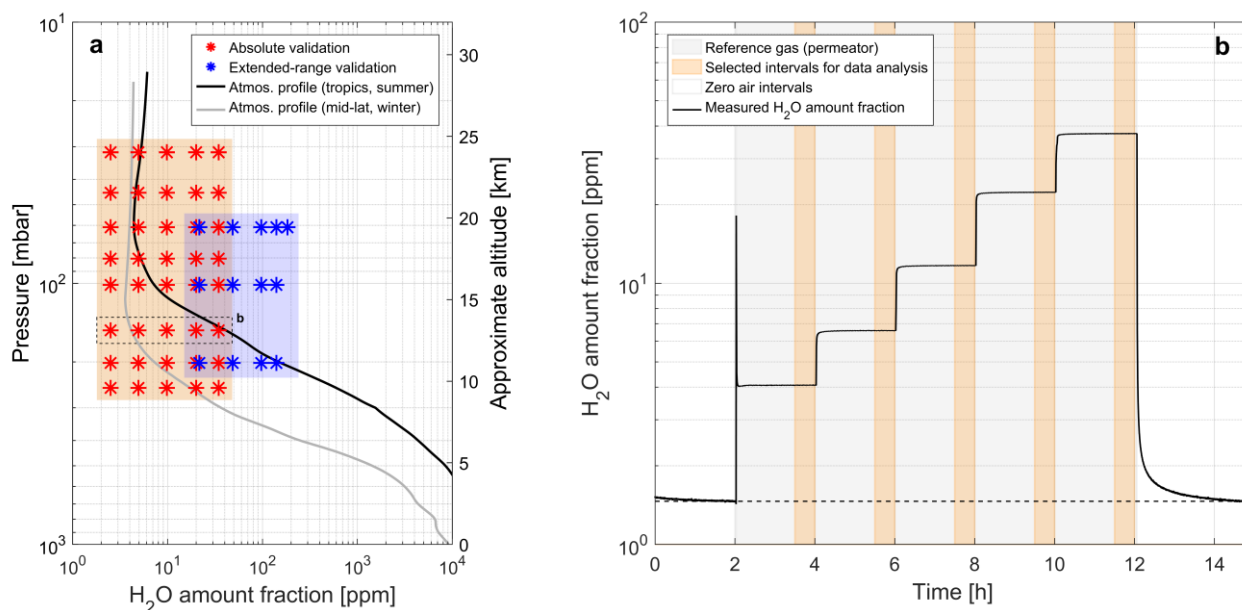 a
Absolute validation
Extended-range validation
Atmos. profile (tropics, summer)
Atmos. profile (mid-lat, winter)
b
10^1
10^2
10^3
Pressure [mbar]
30
25
20
15
10
5
0
Approximate altitude [km]
10^0
10^1
10^2
10^3
10^4
H₂O amount fraction [ppm]
b
Reference gas (permeator)
Selected intervals for data analysis
Zero air intervals
Measured H₂O amount fraction
10^2
10^1
10^0
H₂O amount fraction [ppm]
0
2
4
6
8
10
12
14
Time [h]